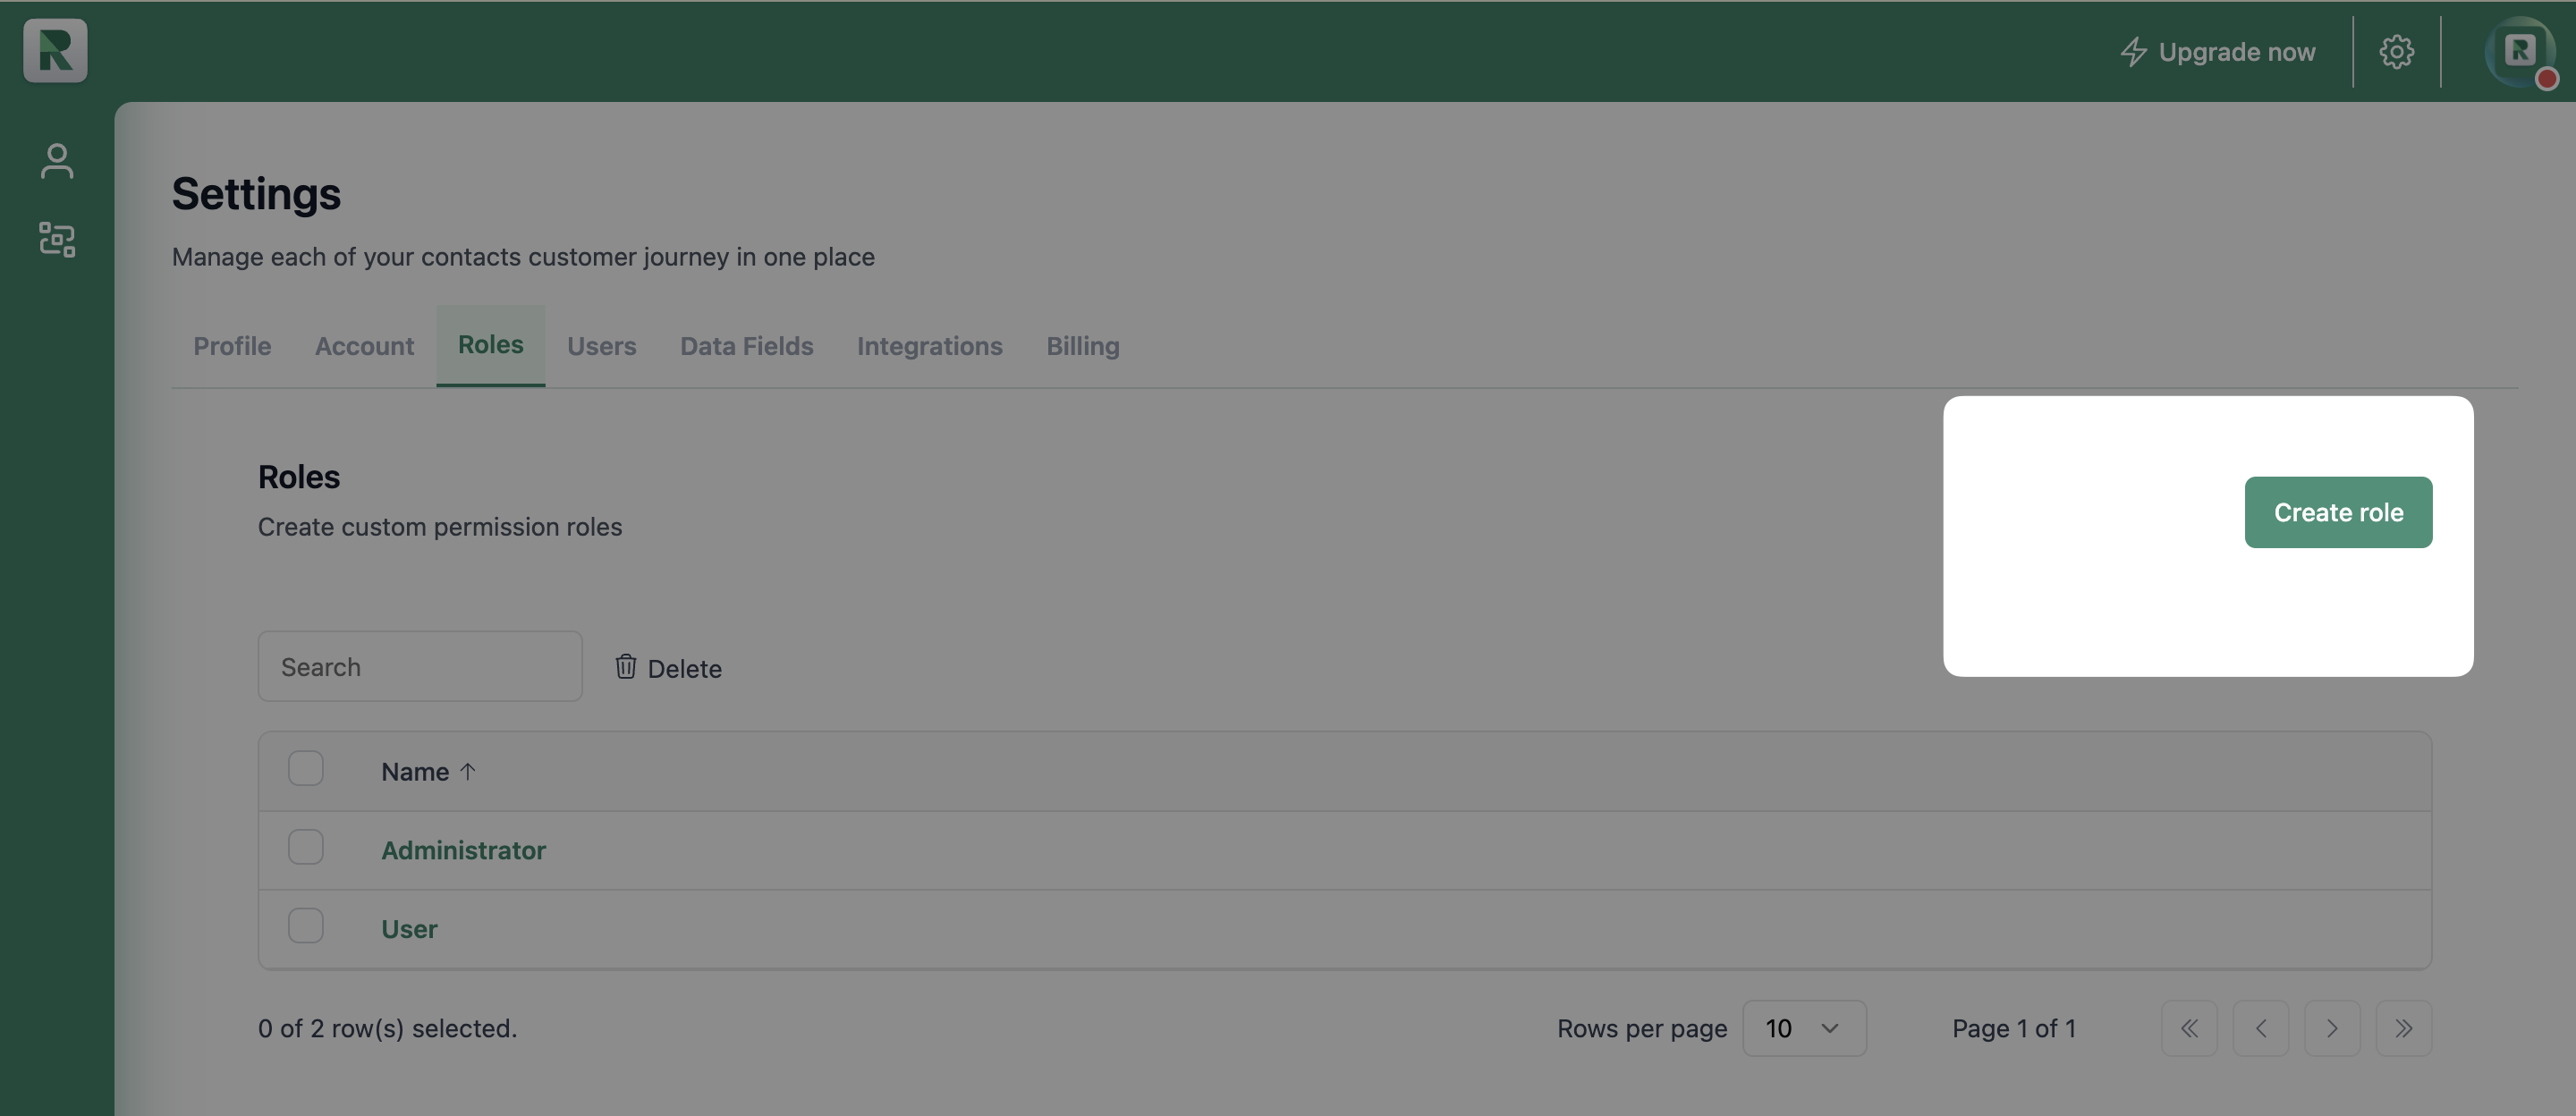 R
Upgrade now
R
Settings
Manage each of your contacts customer journey in one place
Profile Account Roles Users Data Fields Integrations Billing
Roles
Create custom permission roles
Create role
Search
Delete
Name ↑
Administrator
User
0 of 2 row(s) selected.
Rows per page 10
Page 1 of 1